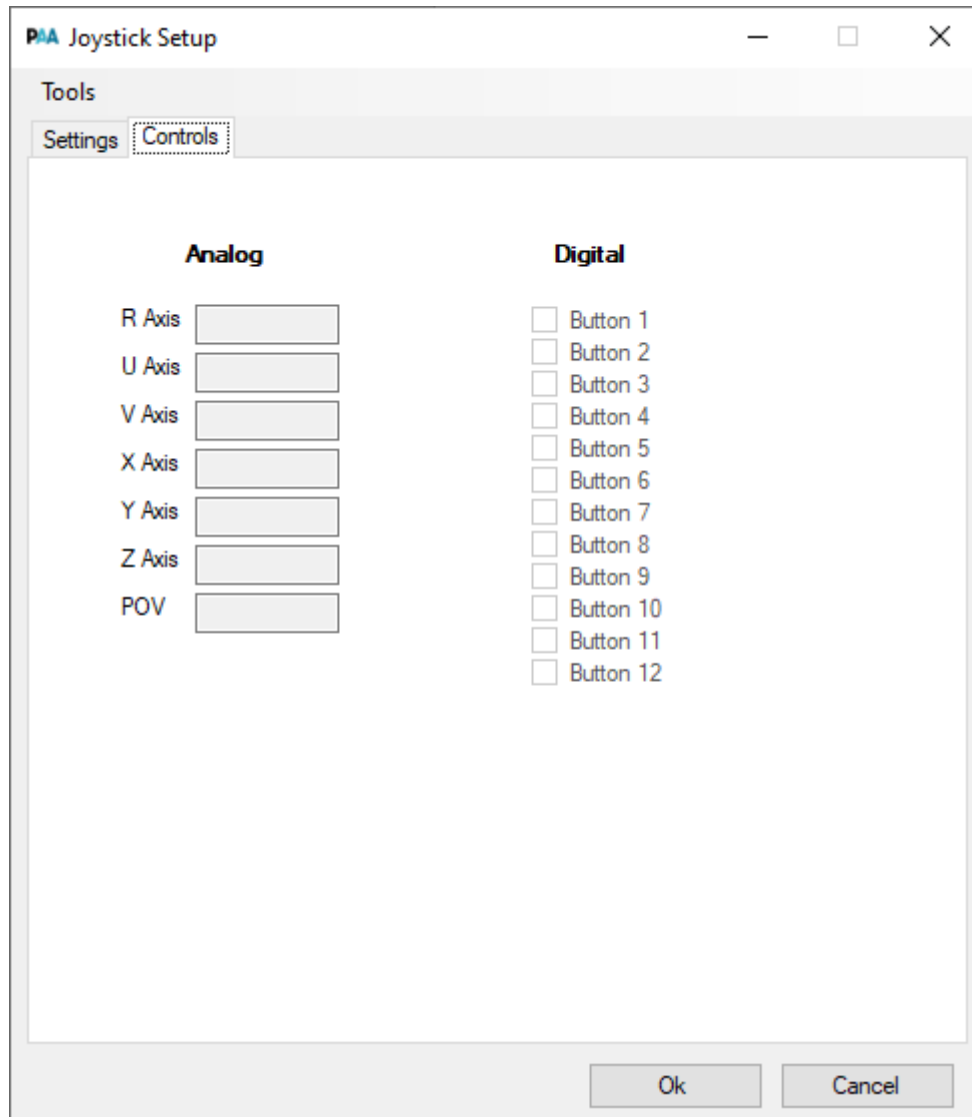 PAA Joystick Setup
Tools
Settings Controls
Analog
R Axis
U Axis
V Axis
X Axis
Y Axis
Z Axis
POV
Digital
Button 1
Button 2
Button 3
Button 4
Button 5
Button 6
Button 7
Button 8
Button 9
Button 10
Button 11
Button 12
Ok Cancel